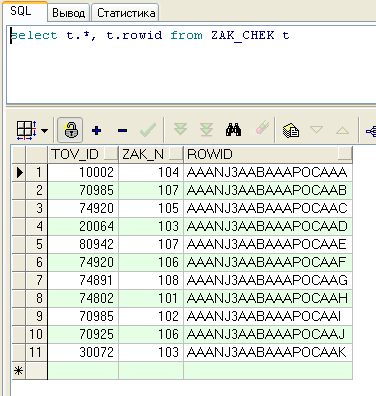 SQL Вывод Статистика
select t.*, t.rowid from ZAK_CHEK t
TOV_ID ZAK_N ROWID
1 10002 104 AAANJ3AABAAAPOCAAA
2 70985 107 AAANJ3AABAAAPOCAAB
3 74920 105 AAANJ3AABAAAPOCAAC
4 20064 103 AAANJ3AABAAAPOCAAD
5 80942 107 AAANJ3AABAAAPOCAAE
6 74920 106 AAANJ3AABAAAPOCAAF
7 74891 108 AAANJ3AABAAAPOCAAG
8 74802 101 AAANJ3AABAAAPOCAAH
9 70985 102 AAANJ3AABAAAPOCAAI
10 70925 106 AAANJ3AABAAAPOCAAJ
11 30072 103 AAANJ3AABAAAPOCAAK